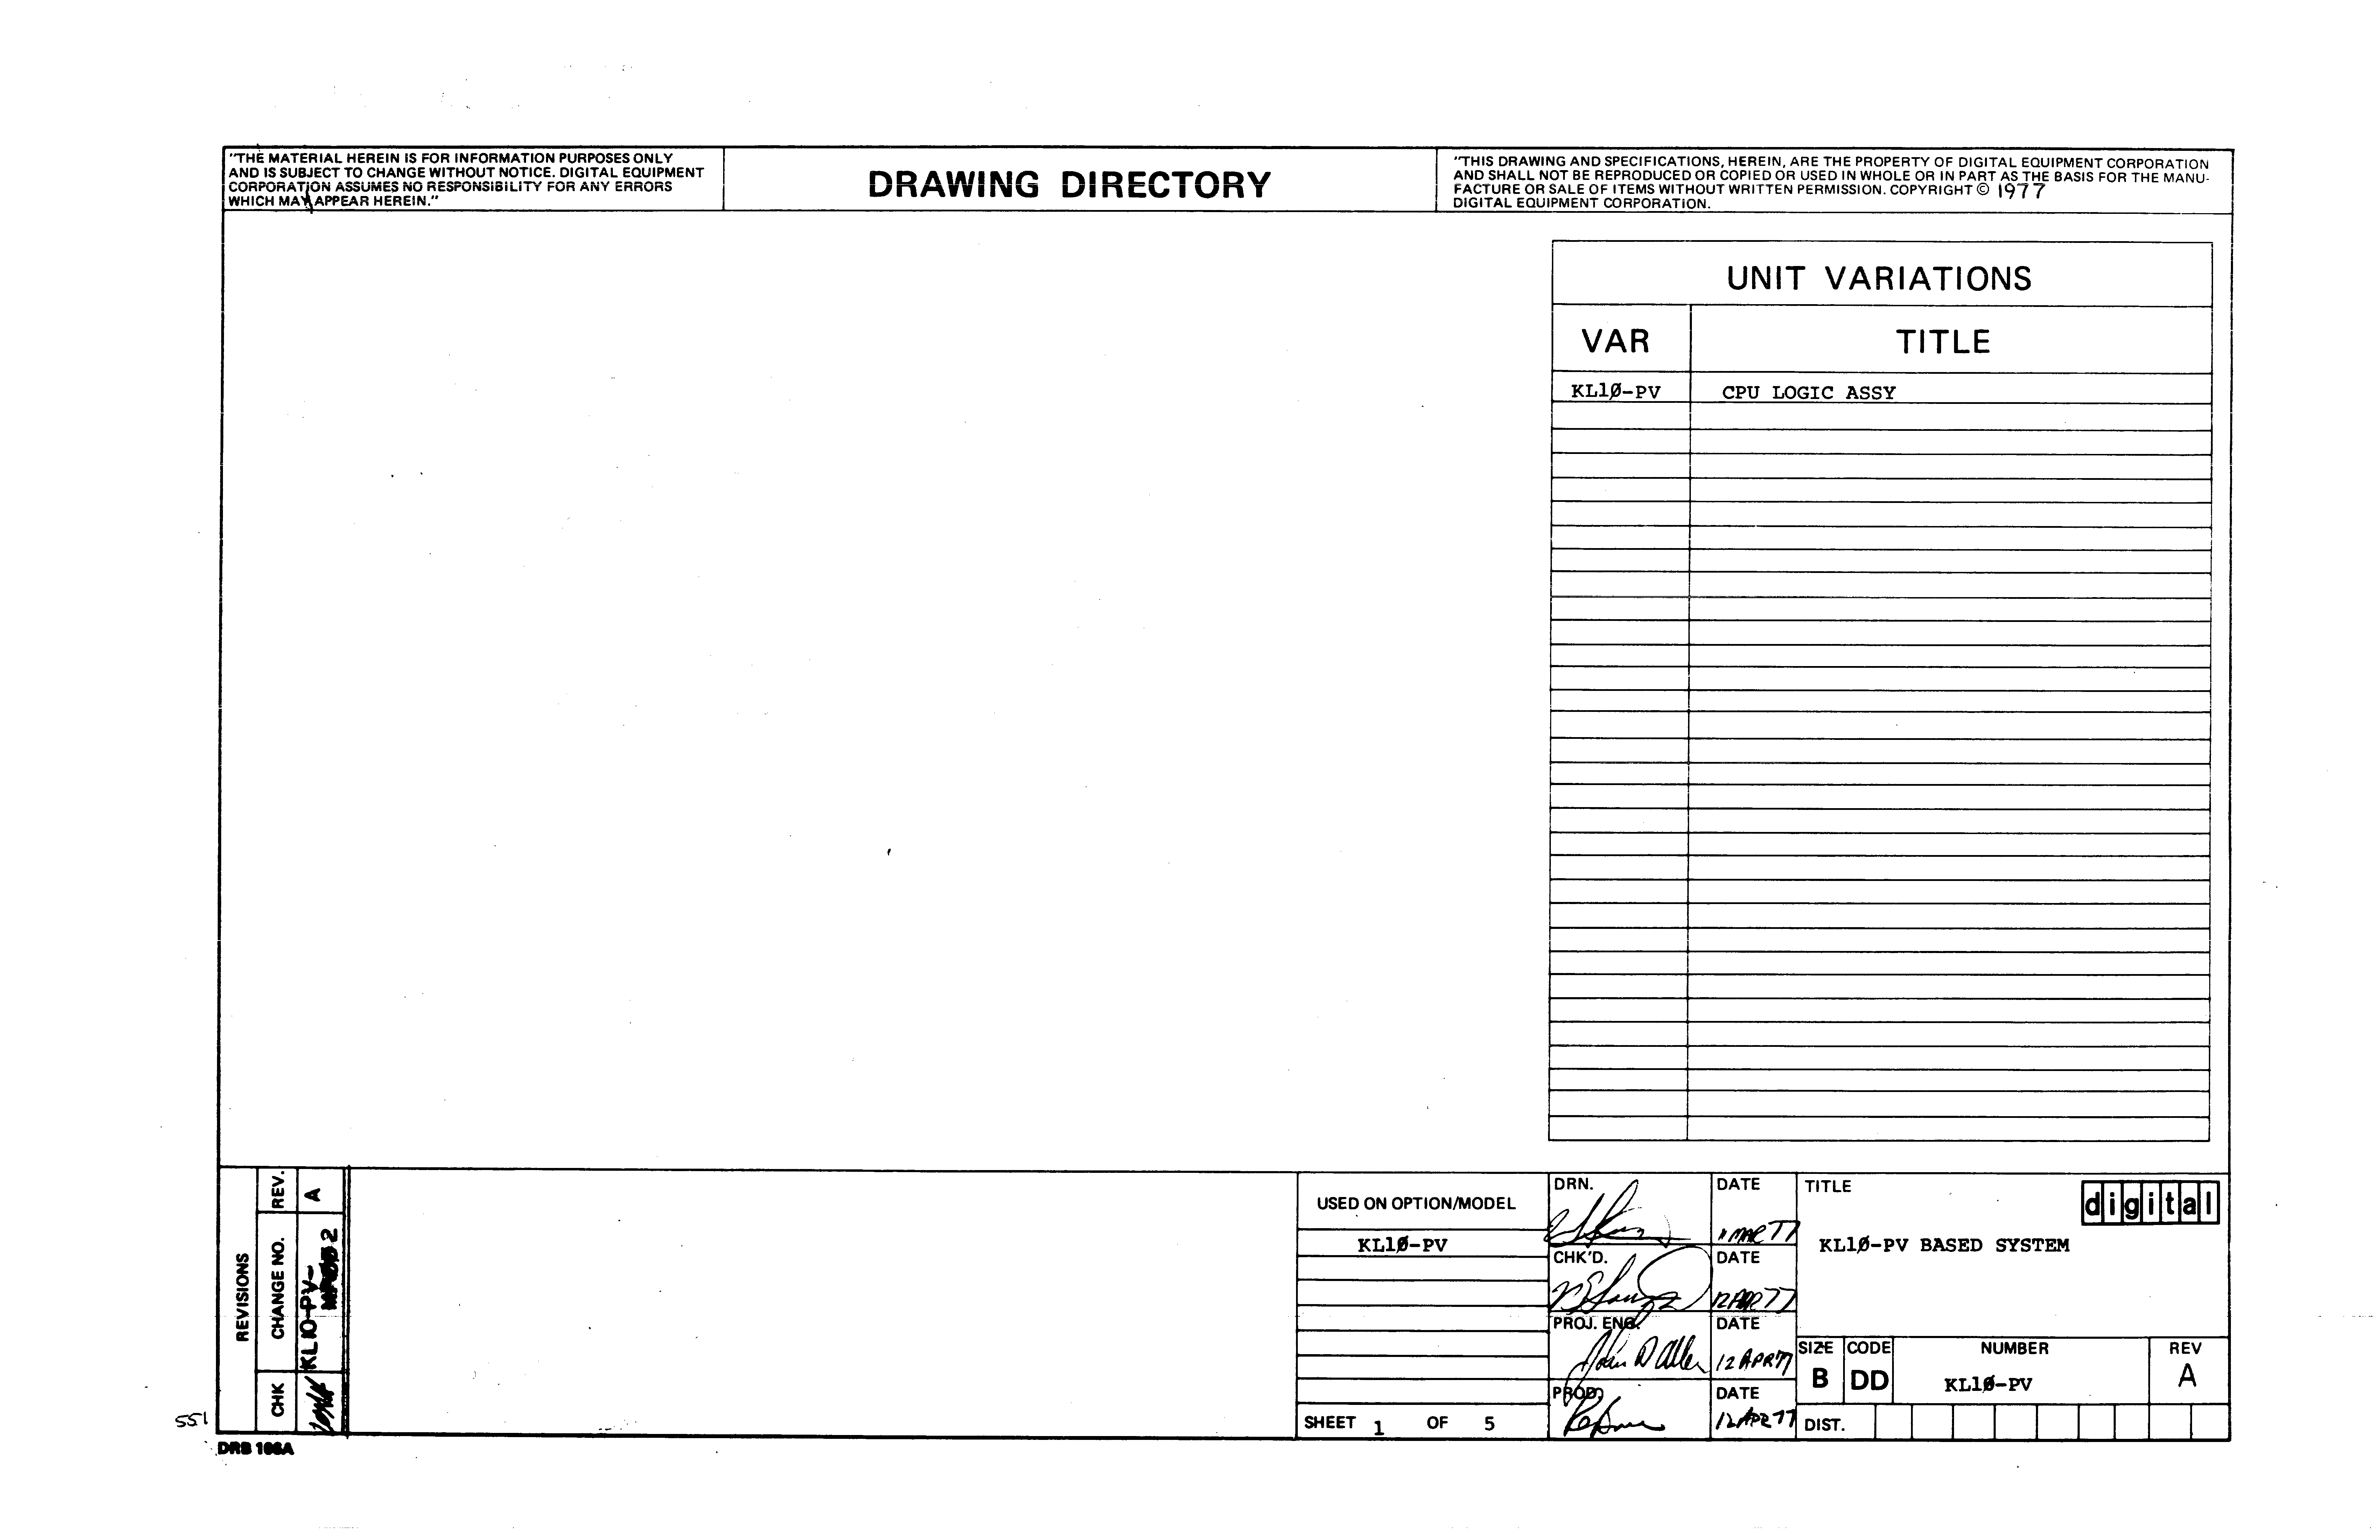 "THE MATERIAL HEREIN IS FOR INFORMATION PURPOSES ONLY
AND IS SUBJECT TO CHANGE WITHOUT NOTICE. DIGITAL EQUIPMENT
CORPORATION ASSUMES NO RESPONSIBILITY FOR ANY ERRORS
WHICH MAY APPEAR HEREIN."
DRAWING DIRECTORY
"THIS DRAWING AND SPECIFICATIONS, HEREIN, ARE THE PROPERTY OF DIGITAL EQUIPMENT CORPORATION
AND SHALL NOT BE REPRODUCED OR COPIED OR USED IN WHOLE OR IN PART AS THE BASIS FOR THE MANU-
FACTURE OR SALE OF ITEMS WITHOUT WRITTEN PERMISSION. COPYRIGHT © 1977
DIGITAL EQUIPMENT CORPORATION.
UNIT VARIATIONS
VAR TITLE
KL1Ø-PV CPU LOGIC ASSY
REVISIONS
CHK CHANGE NO. REV.
KL10-PV- A
2
551
DRB 108A
USED ON OPTION/MODEL
KL1Ø-PV
SHEET 1 OF 5
DRN. DATE
1 MAR 77
CHK'D. DATE
12 APR 77
PROJ. ENG. DATE
John D Allen 12 APR 77
PROD. DATE
12 APR 77
TITLE
digital
KL1Ø-PV BASED SYSTEM
SIZE CODE NUMBER REV
B DD KL1Ø-PV A
DIST.